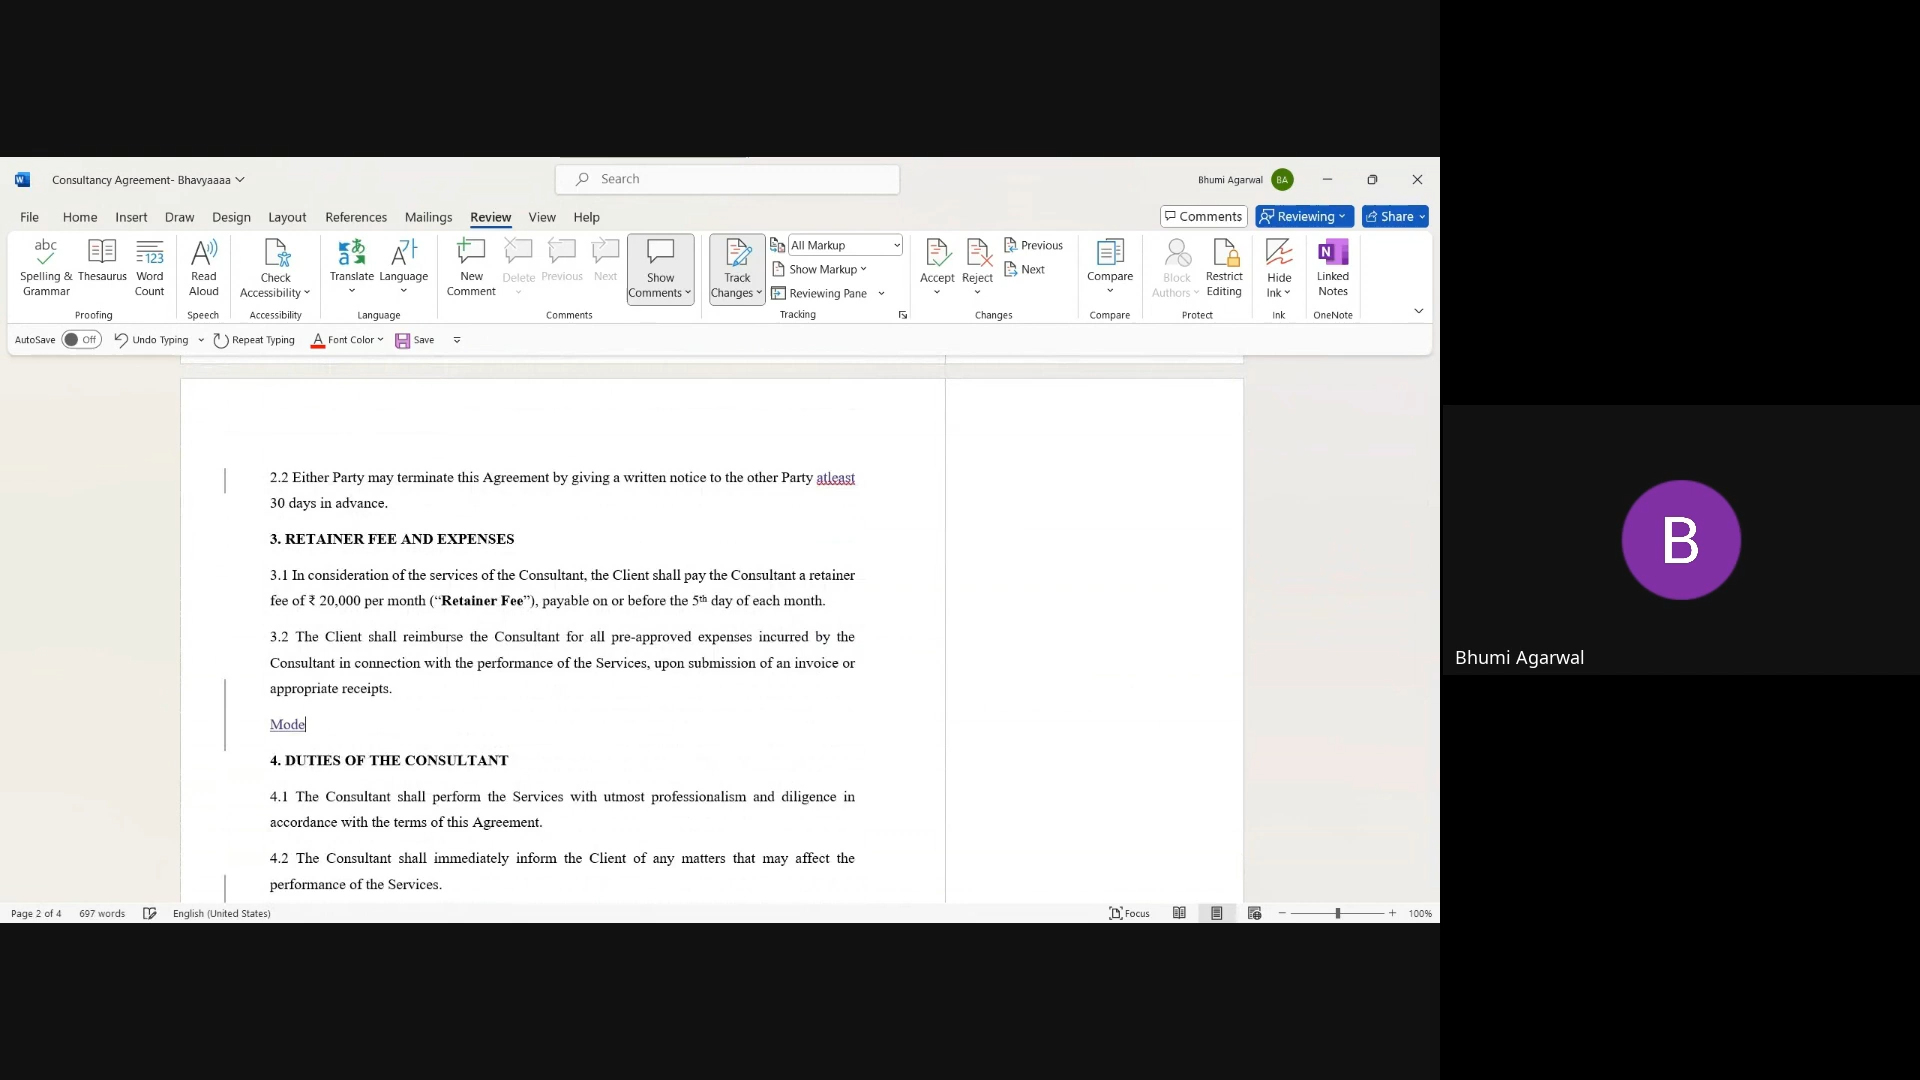 Consultancy Agreement- Bhavyaaaa
Search
Bhumi Agarwal BA
File Home Insert Draw Design Layout References Mailings Review View Help
Comments Reviewing Share
abc
Spelling & Grammar
Thesaurus
123
Word Count
Read Aloud
Check Accessibility
Translate
Language
New Comment
Delete
Previous
Next
Show Comments
Track Changes
All Markup
Show Markup
Reviewing Pane
Accept
Reject
Previous
Next
Compare
Block Authors
Restrict Editing
Hide Ink
N
Linked Notes
Proofing Speech Accessibility Language Comments Tracking Changes Compare Protect Ink OneNote
AutoSave Off Undo Typing Repeat Typing A Font Color Save
2.2 Either Party may terminate this Agreement by giving a written notice to the other Party atleast
30 days in advance.
3. RETAINER FEE AND EXPENSES
3.1 In consideration of the services of the Consultant, the Client shall pay the Consultant a retainer
fee of ₹ 20,000 per month (“Retainer Fee”), payable on or before the 5th day of each month.
3.2 The Client shall reimburse the Consultant for all pre-approved expenses incurred by the
Consultant in connection with the performance of the Services, upon submission of an invoice or
appropriate receipts.
Mode
4. DUTIES OF THE CONSULTANT
4.1 The Consultant shall perform the Services with utmost professionalism and diligence in
accordance with the terms of this Agreement.
4.2 The Consultant shall immediately inform the Client of any matters that may affect the
performance of the Services.
Page 2 of 4 697 words English (United States) Focus 100%
B
Bhumi Agarwal